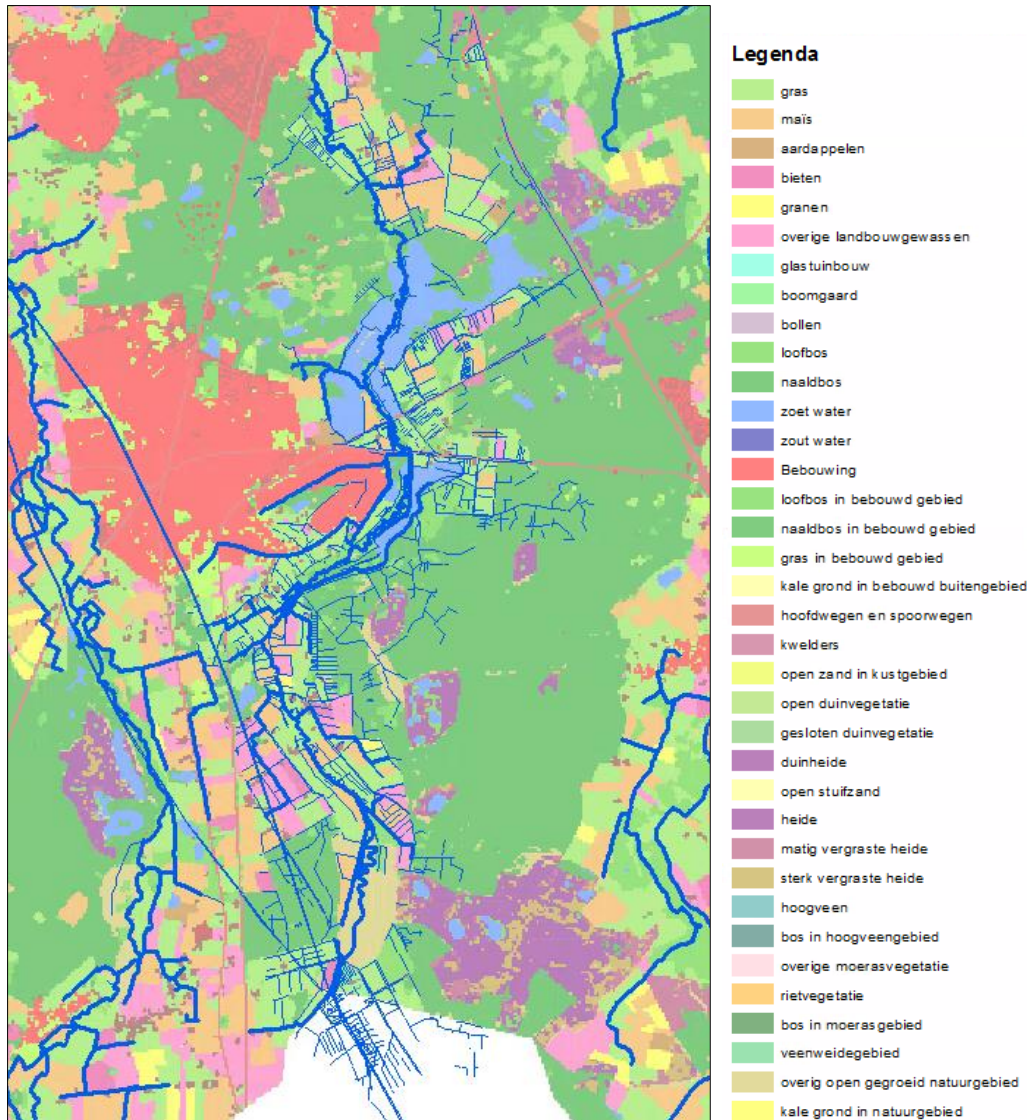 Legenda
gras
maïs
aardappelen
bieten
granen
overige landbouwgewassen
glastuinbouw
boomgaard
bollen
loofbos
naaldbos
zoet water
zout water
Bebouwing
loofbos in bebouwd gebied
naaldbos in bebouwd gebied
gras in bebouwd gebied
kale grond in bebouwd buitengebied
hoofdwegen en spoorwegen
kwelders
open zand in kustgebied
open duinvegetatie
gesloten duinvegetatie
duinheide
open stuifzand
heide
matig vergraste heide
sterk vergraste heide
hoogveen
bos in hoogveengebied
overige moerasvegetatie
rietvegetatie
bos in moerasgebied
veenweidegebied
overig open gegroeid natuurgebied
kale grond in natuurgebied